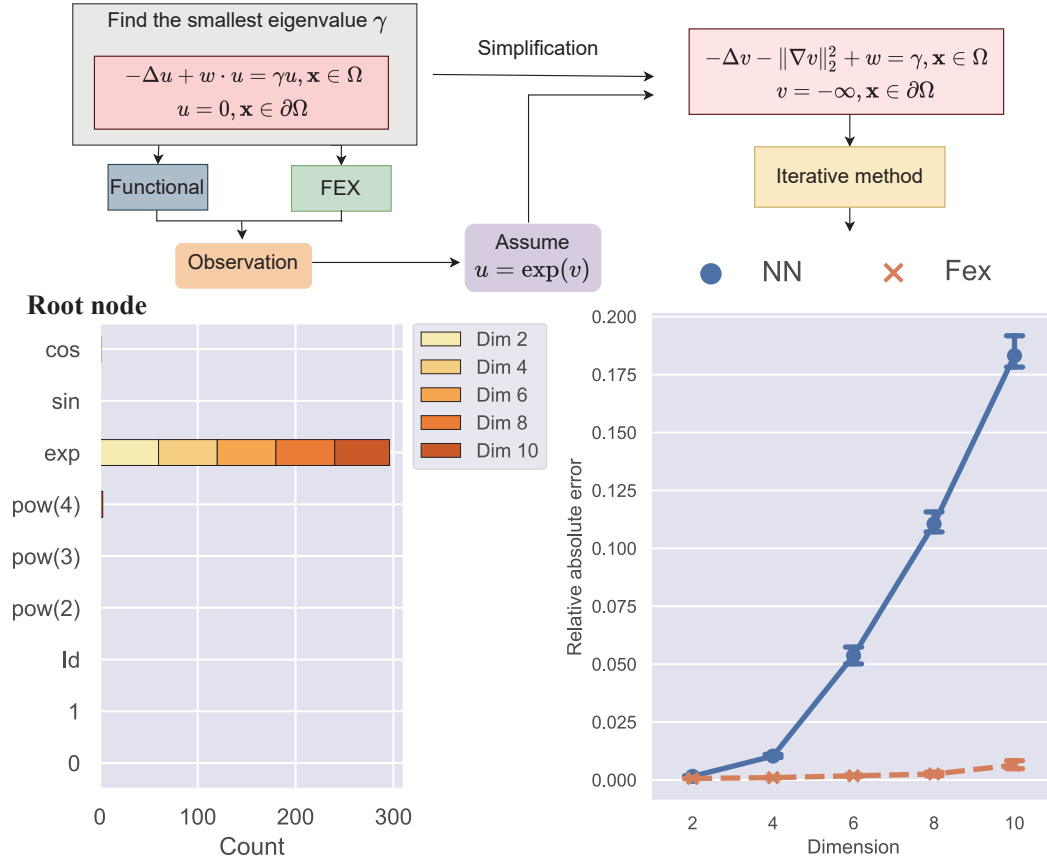 Find the smallest eigenvalue γ
−Δu + w · u = γu, x ∈ Ω
u = 0, x ∈ ∂Ω
Simplification
−Δv − ‖∇v‖₂² + w = γ, x ∈ Ω
v = −∞, x ∈ ∂Ω
Functional
FEX
Iterative method
Observation
Assume
u = exp(v)
NN
Fex
Root node
cos
sin
exp
pow(4)
pow(3)
pow(2)
Id
1
0
0
100
200
300
Count
Dim 2
Dim 4
Dim 6
Dim 8
Dim 10
Relative absolute error
0.200
0.175
0.150
0.125
0.100
0.075
0.050
0.025
0.000
2
4
6
8
10
Dimension